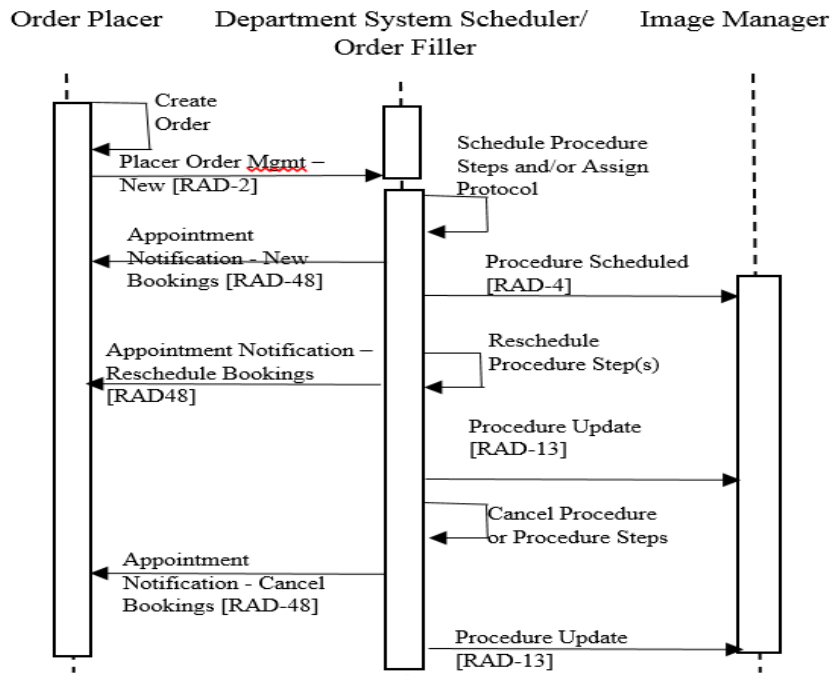 Order Placer
Department System Scheduler/
Order Filler
Image Manager
Create
Order
Placer Order Mgmt –
New [RAD-2]
Schedule Procedure
Steps and/or Assign
Protocol
Appointment
Notification - New
Bookings [RAD-48]
Procedure Scheduled
[RAD-4]
Reschedule
Procedure Step(s)
Appointment Notification –
Reschedule Bookings
[RAD48]
Procedure Update
[RAD-13]
Cancel Procedure
or Procedure Steps
Appointment
Notification - Cancel
Bookings [RAD-48]
Procedure Update
[RAD-13]